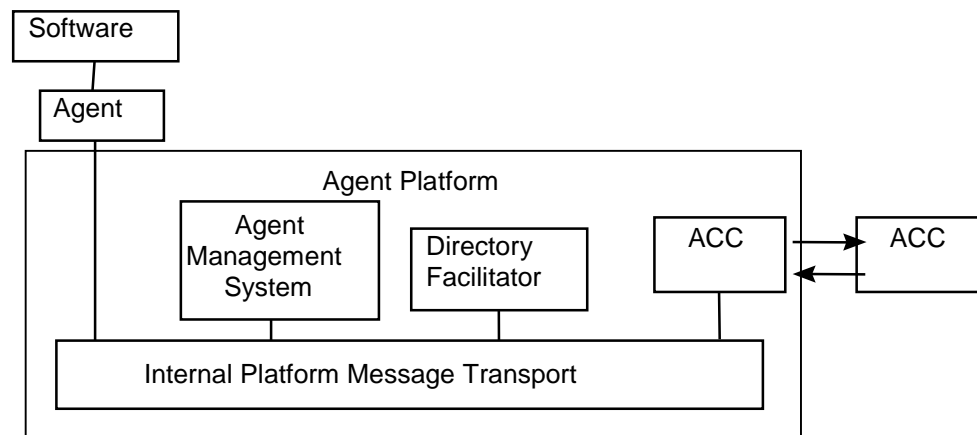 Software
Agent
Agent Platform
Agent
Management
System
Directory
Facilitator
ACC
ACC
Internal Platform Message Transport